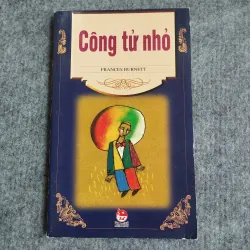 Công tử nhỏ
FRANCES BURNETT